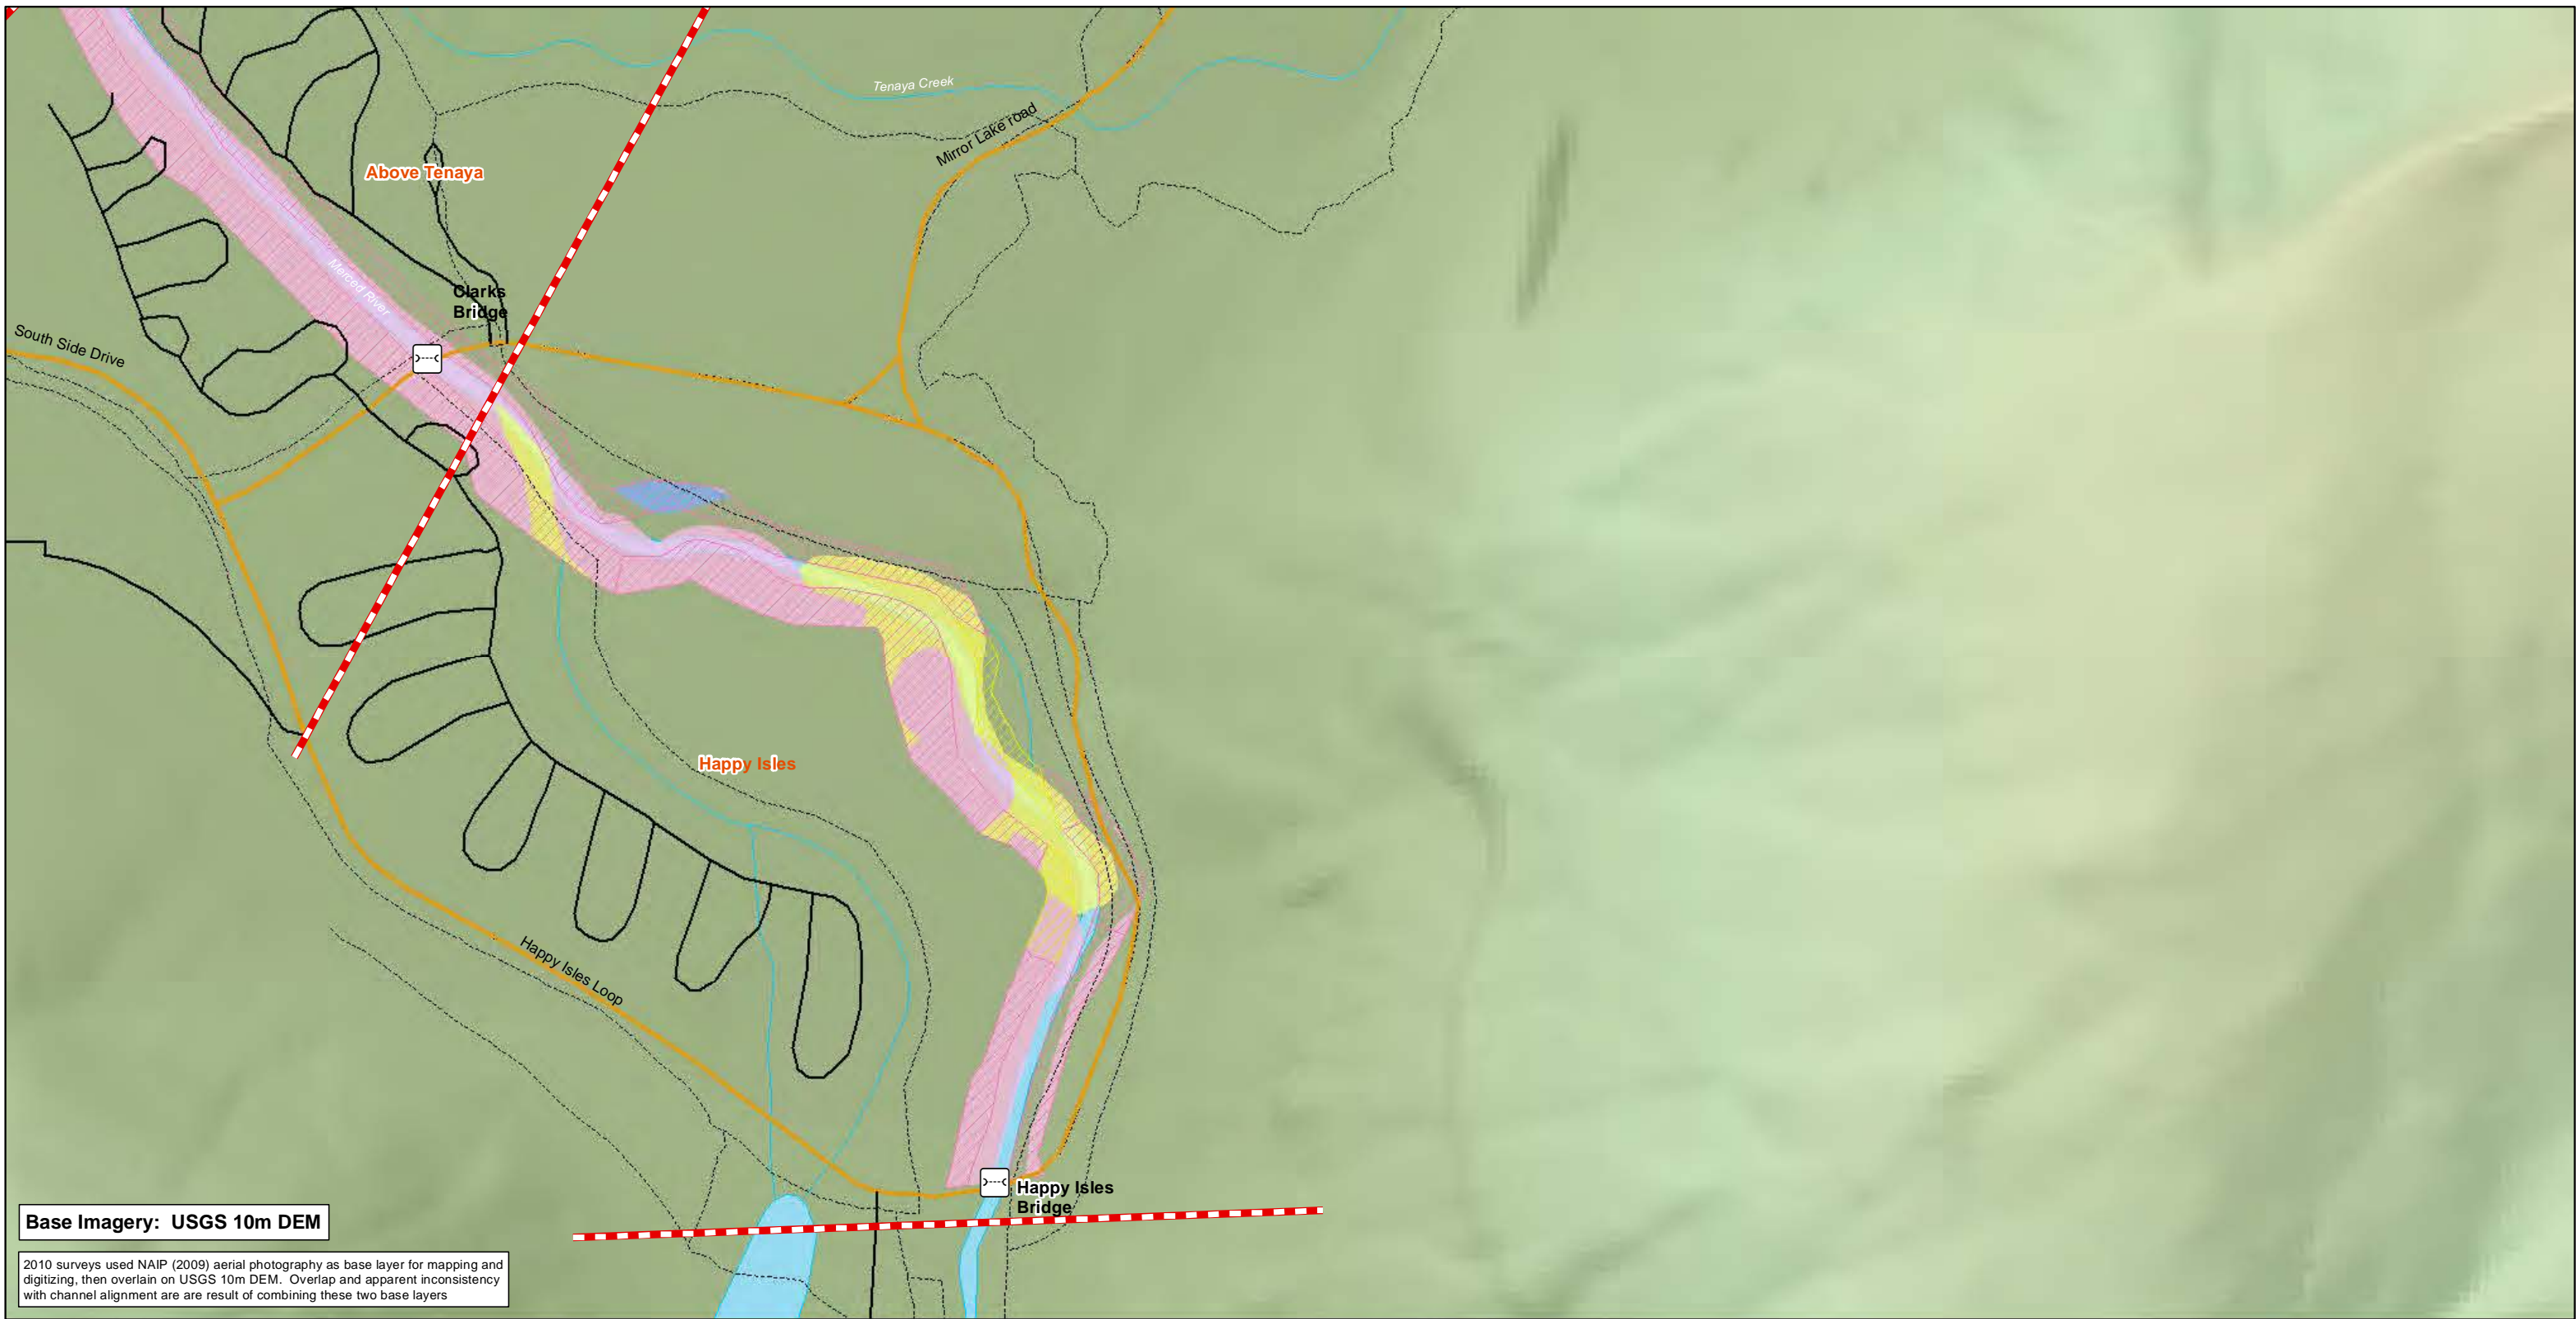 Tenaya Creek
Mirror Lake road
Above Tenaya
Merced River
Clarks
Bridge
South Side Drive
Happy Isles
Happy Isles Loop
Happy Isles
Bridge
Base Imagery: USGS 10m DEM
2010 surveys used NAIP (2009) aerial photography as base layer for mapping and
digitizing, then overlain on USGS 10m DEM. Overlap and apparent inconsistency
with channel alignment are are result of combining these two base layers